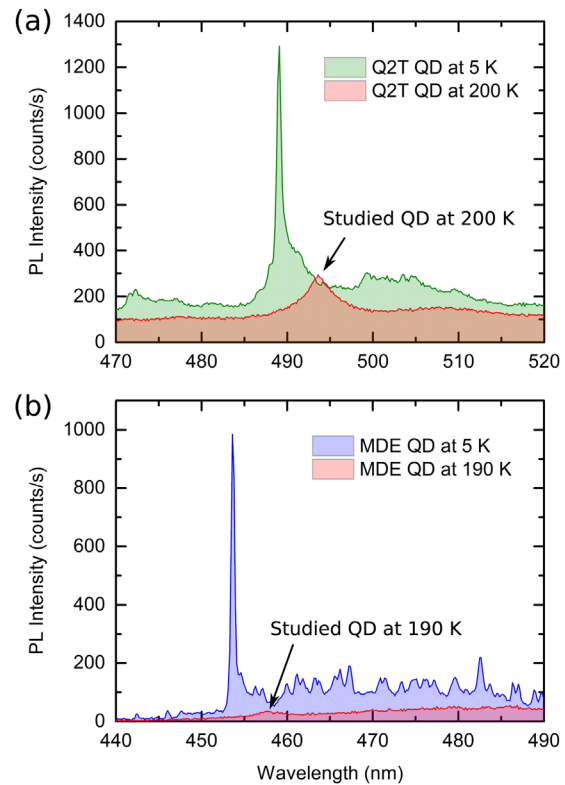 (a)
1400
1200
1000
800
600
400
200
0
PL Intensity (counts/s)
Q2T QD at 5 K
Q2T QD at 200 K
Studied QD at 200 K
470 480 490 500 510 520
(b)
1000
800
600
400
200
0
PL Intensity (counts/s)
MDE QD at 5 K
MDE QD at 190 K
Studied QD at 190 K
440 450 460 470 480 490
Wavelength (nm)